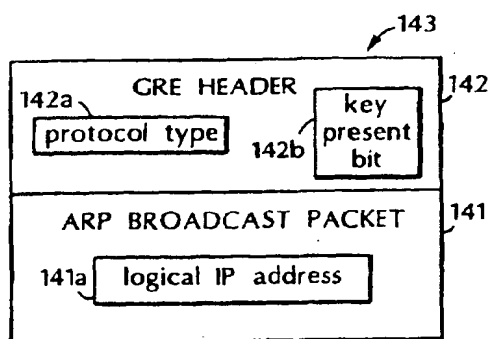 143
GRE HEADER
142
142a
protocol type
key
present
bit
142b
ARP BROADCAST PACKET
141
141a
logical IP address